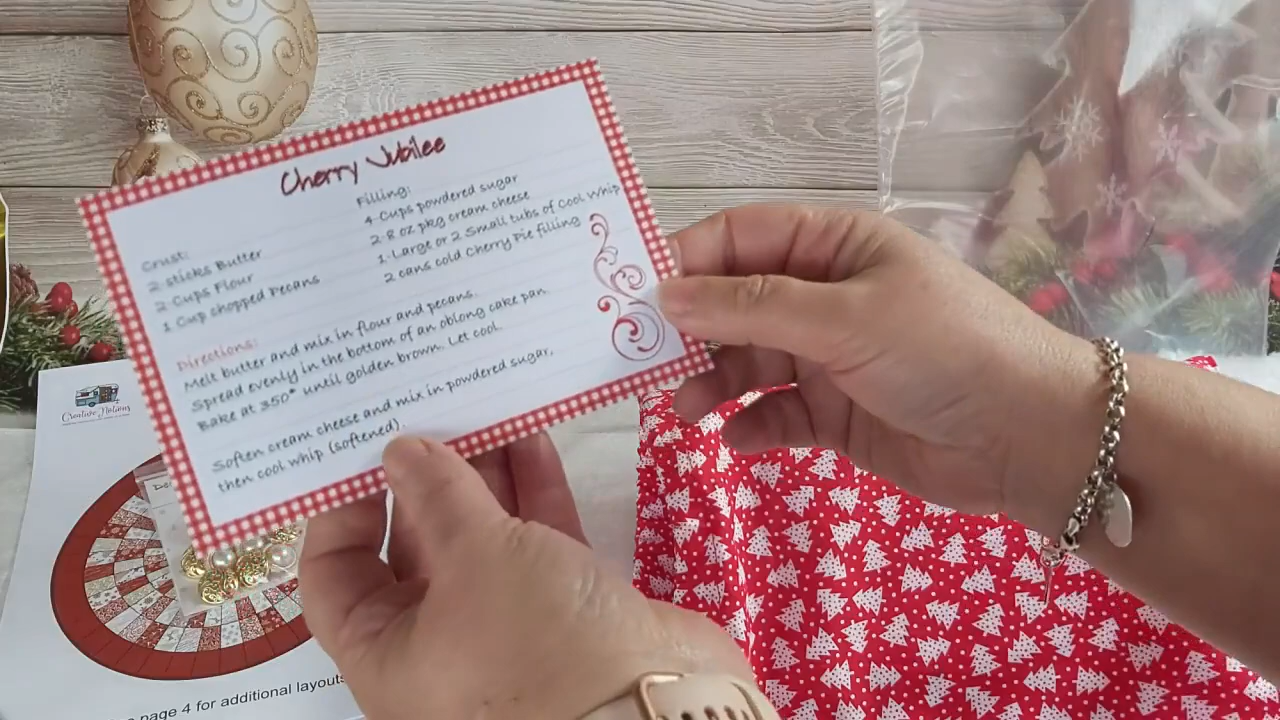 Cherry Jubilee
Crust:
2-sticks Butter
2-Cups Flour
1 Cup chopped Pecans
Filling:
4-Cups powdered sugar
2-8 oz pkg cream cheese
1-Large or 2 Small tubs of Cool Whip
2 cans cold Cherry Pie filling
Directions:
Melt butter and mix in flour and pecans.
Spread evenly in the bottom of an oblong cake pan.
Bake at 350° until golden brown. Let cool.
Soften cream cheese and mix in powdered sugar,
then cool whip (softened).
Creative Notions
page 4 for additional layouts